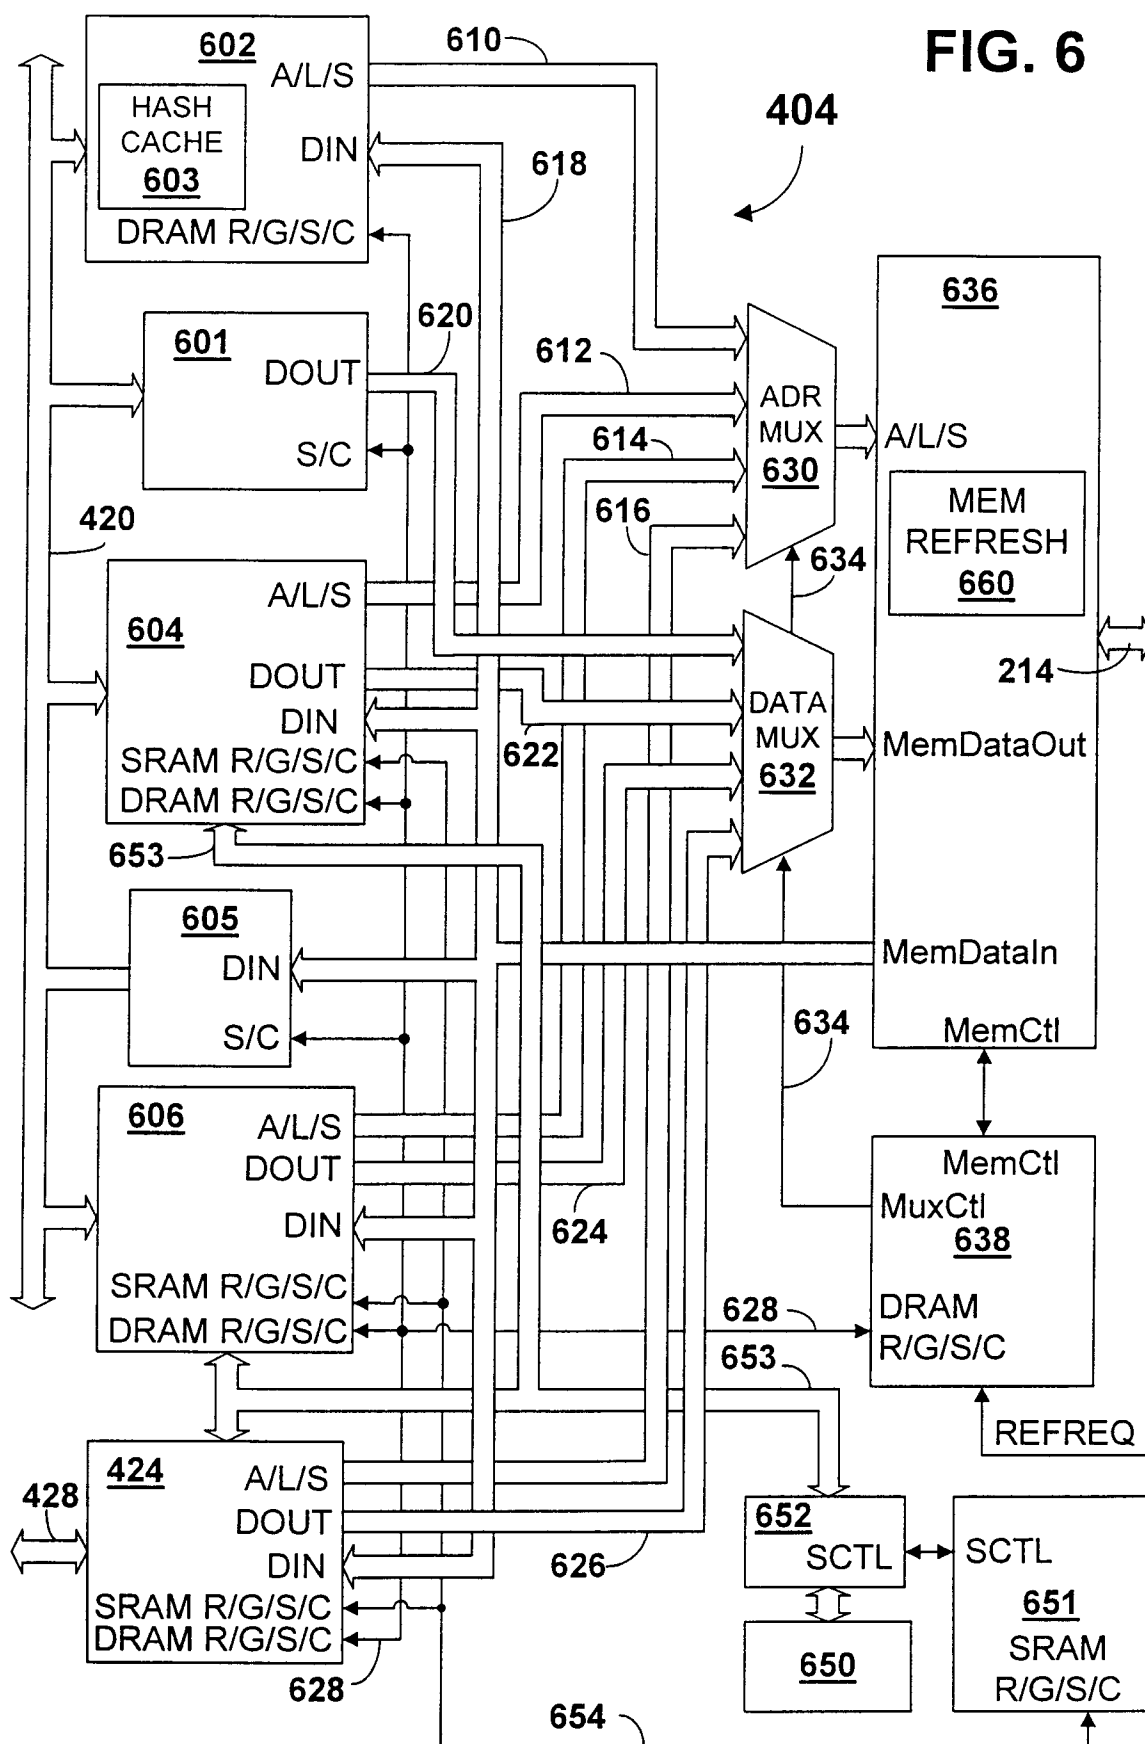 FIG. 6
404
602
A/L/S
HASH
CACHE
603
DIN
DRAM R/G/S/C
610
618
601
DOUT
S/C
620
612
614
616
420
ADR
MUX
630
634
636
A/L/S
MEM
REFRESH
660
214
MemDataOut
MemDataIn
MemCtl
604
A/L/S
DOUT
DIN
SRAM R/G/S/C
DRAM R/G/S/C
622
653
DATA
MUX
632
605
DIN
S/C
634
606
A/L/S
DOUT
DIN
SRAM R/G/S/C
DRAM R/G/S/C
624
MemCtl
MuxCtl
638
DRAM
R/G/S/C
628
653
REFREQ
424
A/L/S
DOUT
DIN
SRAM R/G/S/C
DRAM R/G/S/C
428
626
628
652
SCTL
650
SCTL
651
SRAM
R/G/S/C
654